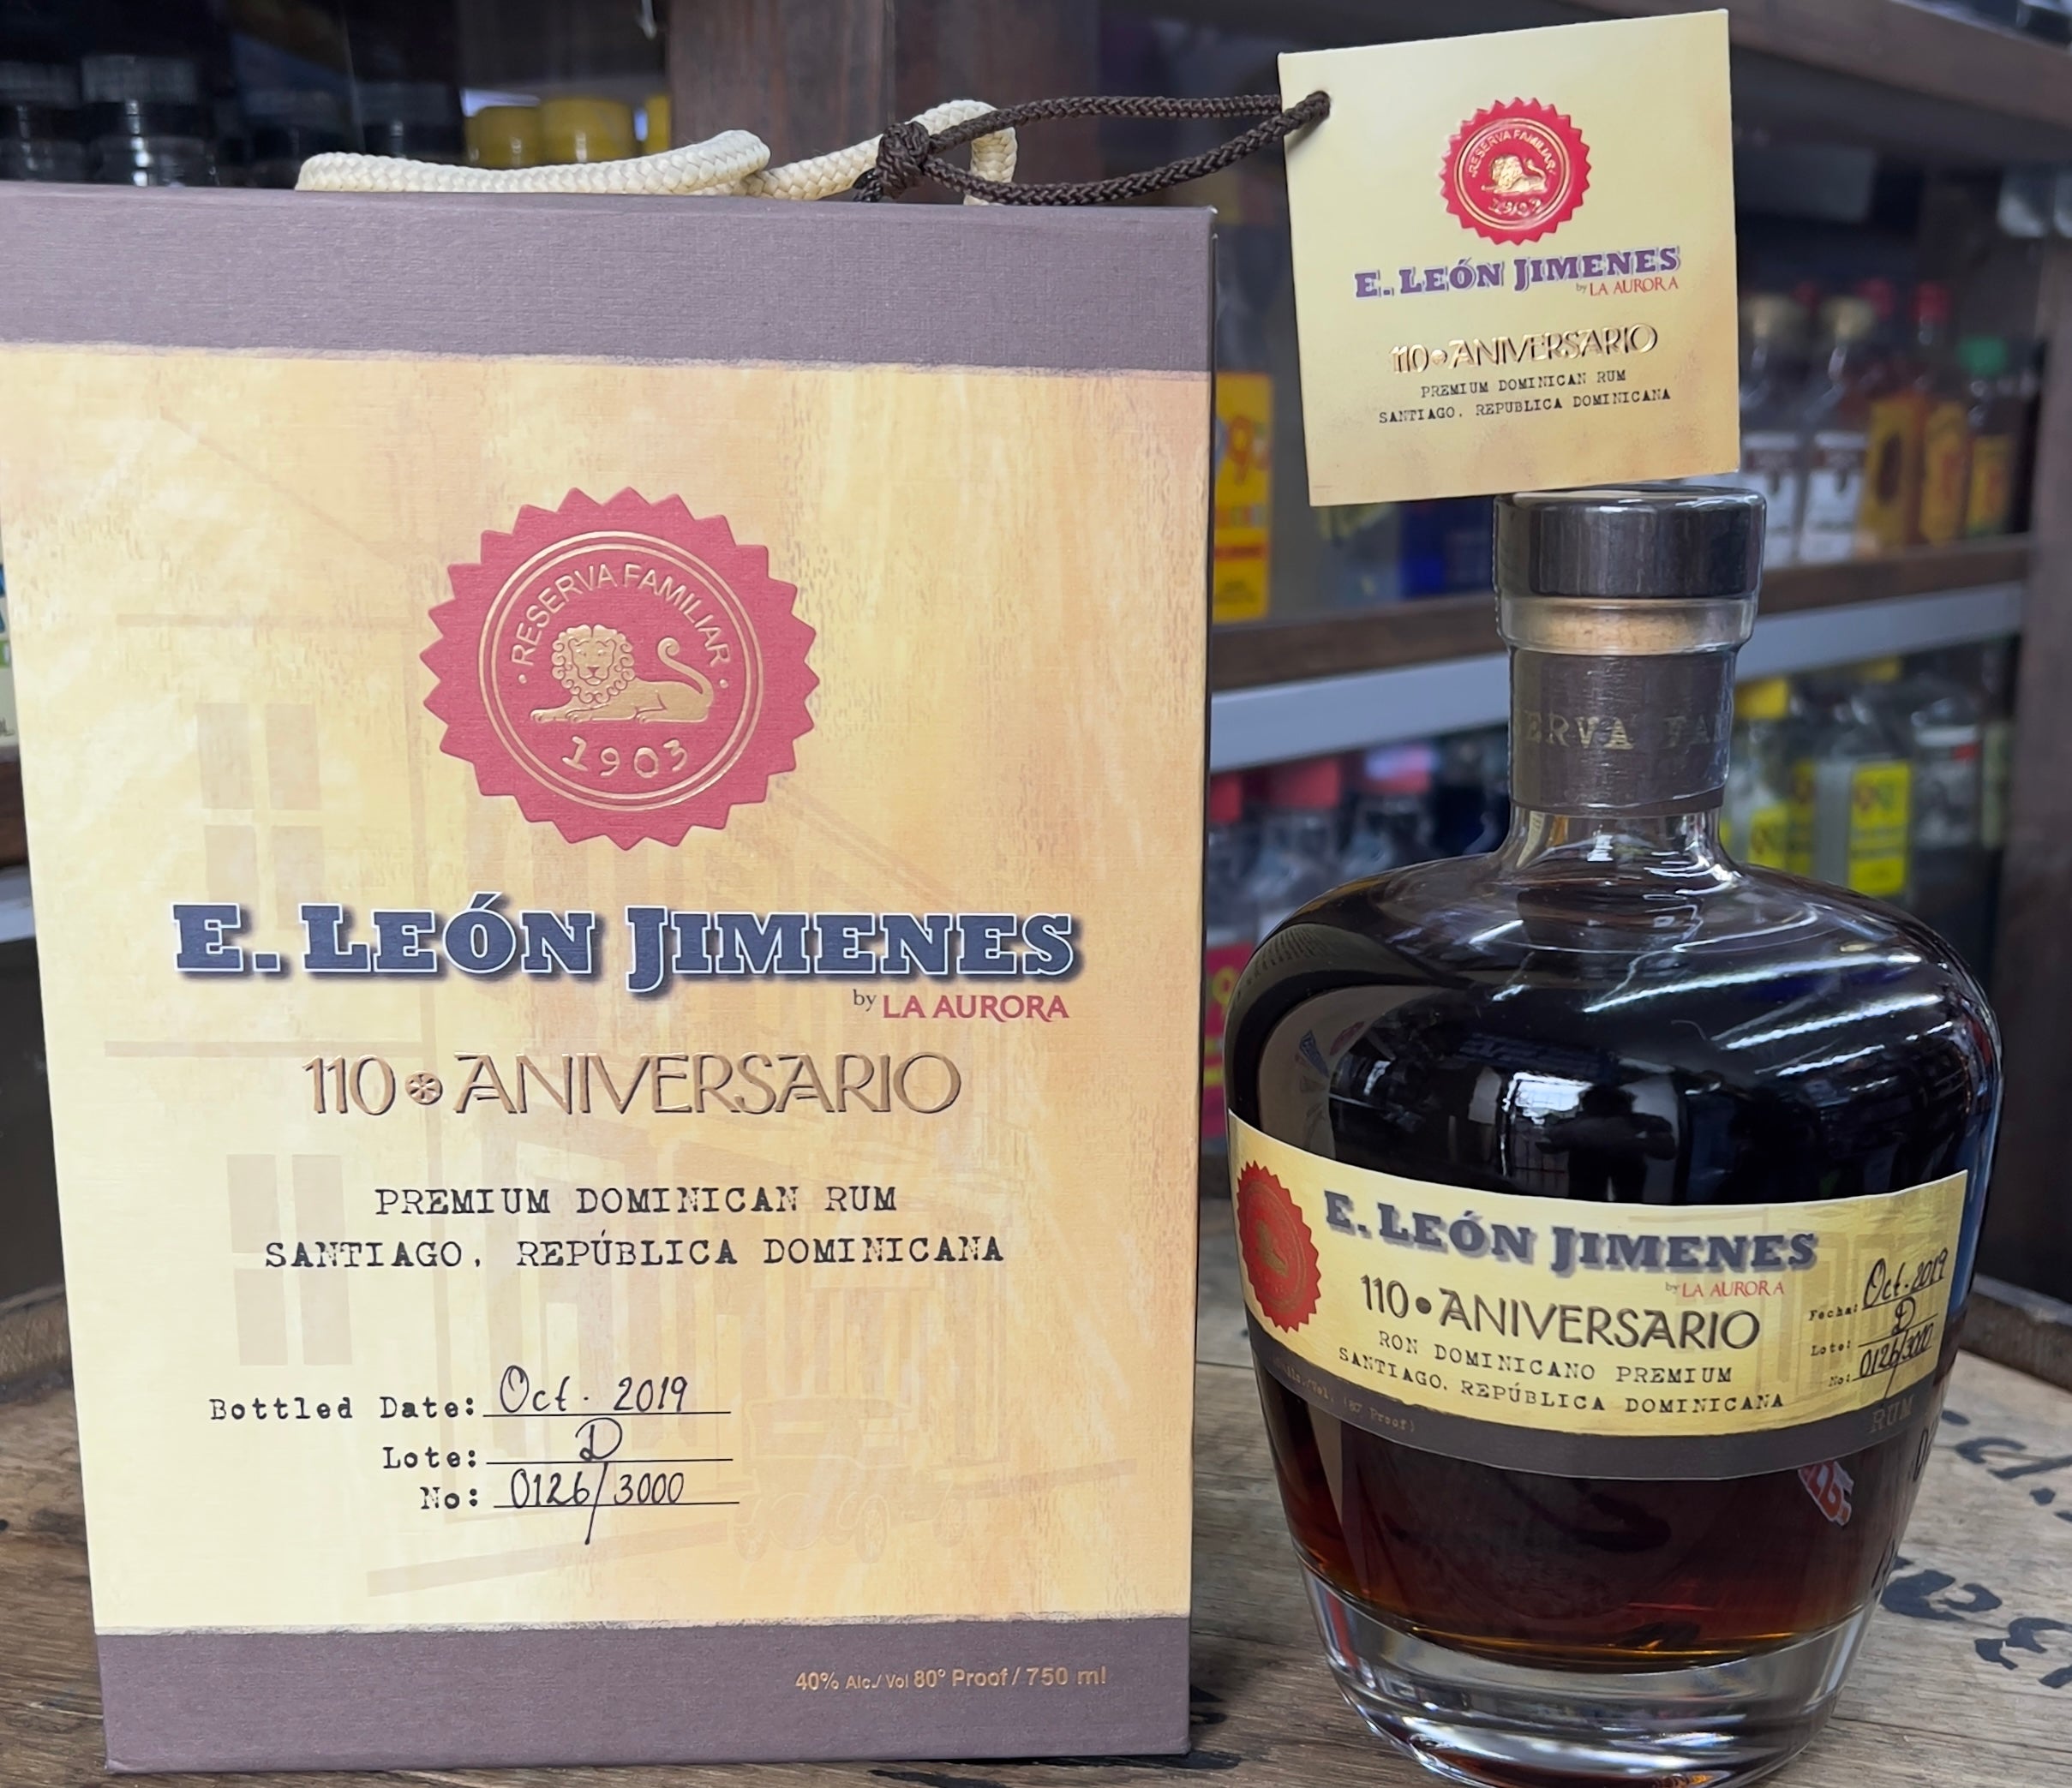 RESERVA FAMILIAR
1903
E. LEÓN JIMENES
by LA AURORA
110 ANIVERSARIO
PREMIUM DOMINICAN RUM
SANTIAGO, REPÚBLICA DOMINICANA
Bottled Date: Oct. 2019
Lote: D
No: 0126/3000
40% Alc./Vol 80° Proof / 750 ml
RESERVA FAMILIAR
1903
E. LEÓN JIMENES
by LA AURORA
110 ANIVERSARIO
PREMIUM DOMINICAN RUM
SANTIAGO, REPUBLICA DOMINICANA
ERVA FA
E. LEÓN JIMENES
by LA AURORA
110 • ANIVERSARIO
RON DOMINICANO PREMIUM
SANTIAGO, REPÚBLICA DOMINICANA
Fecha: Oct. 2019
Lote: D
No: 0126/3000
RUM